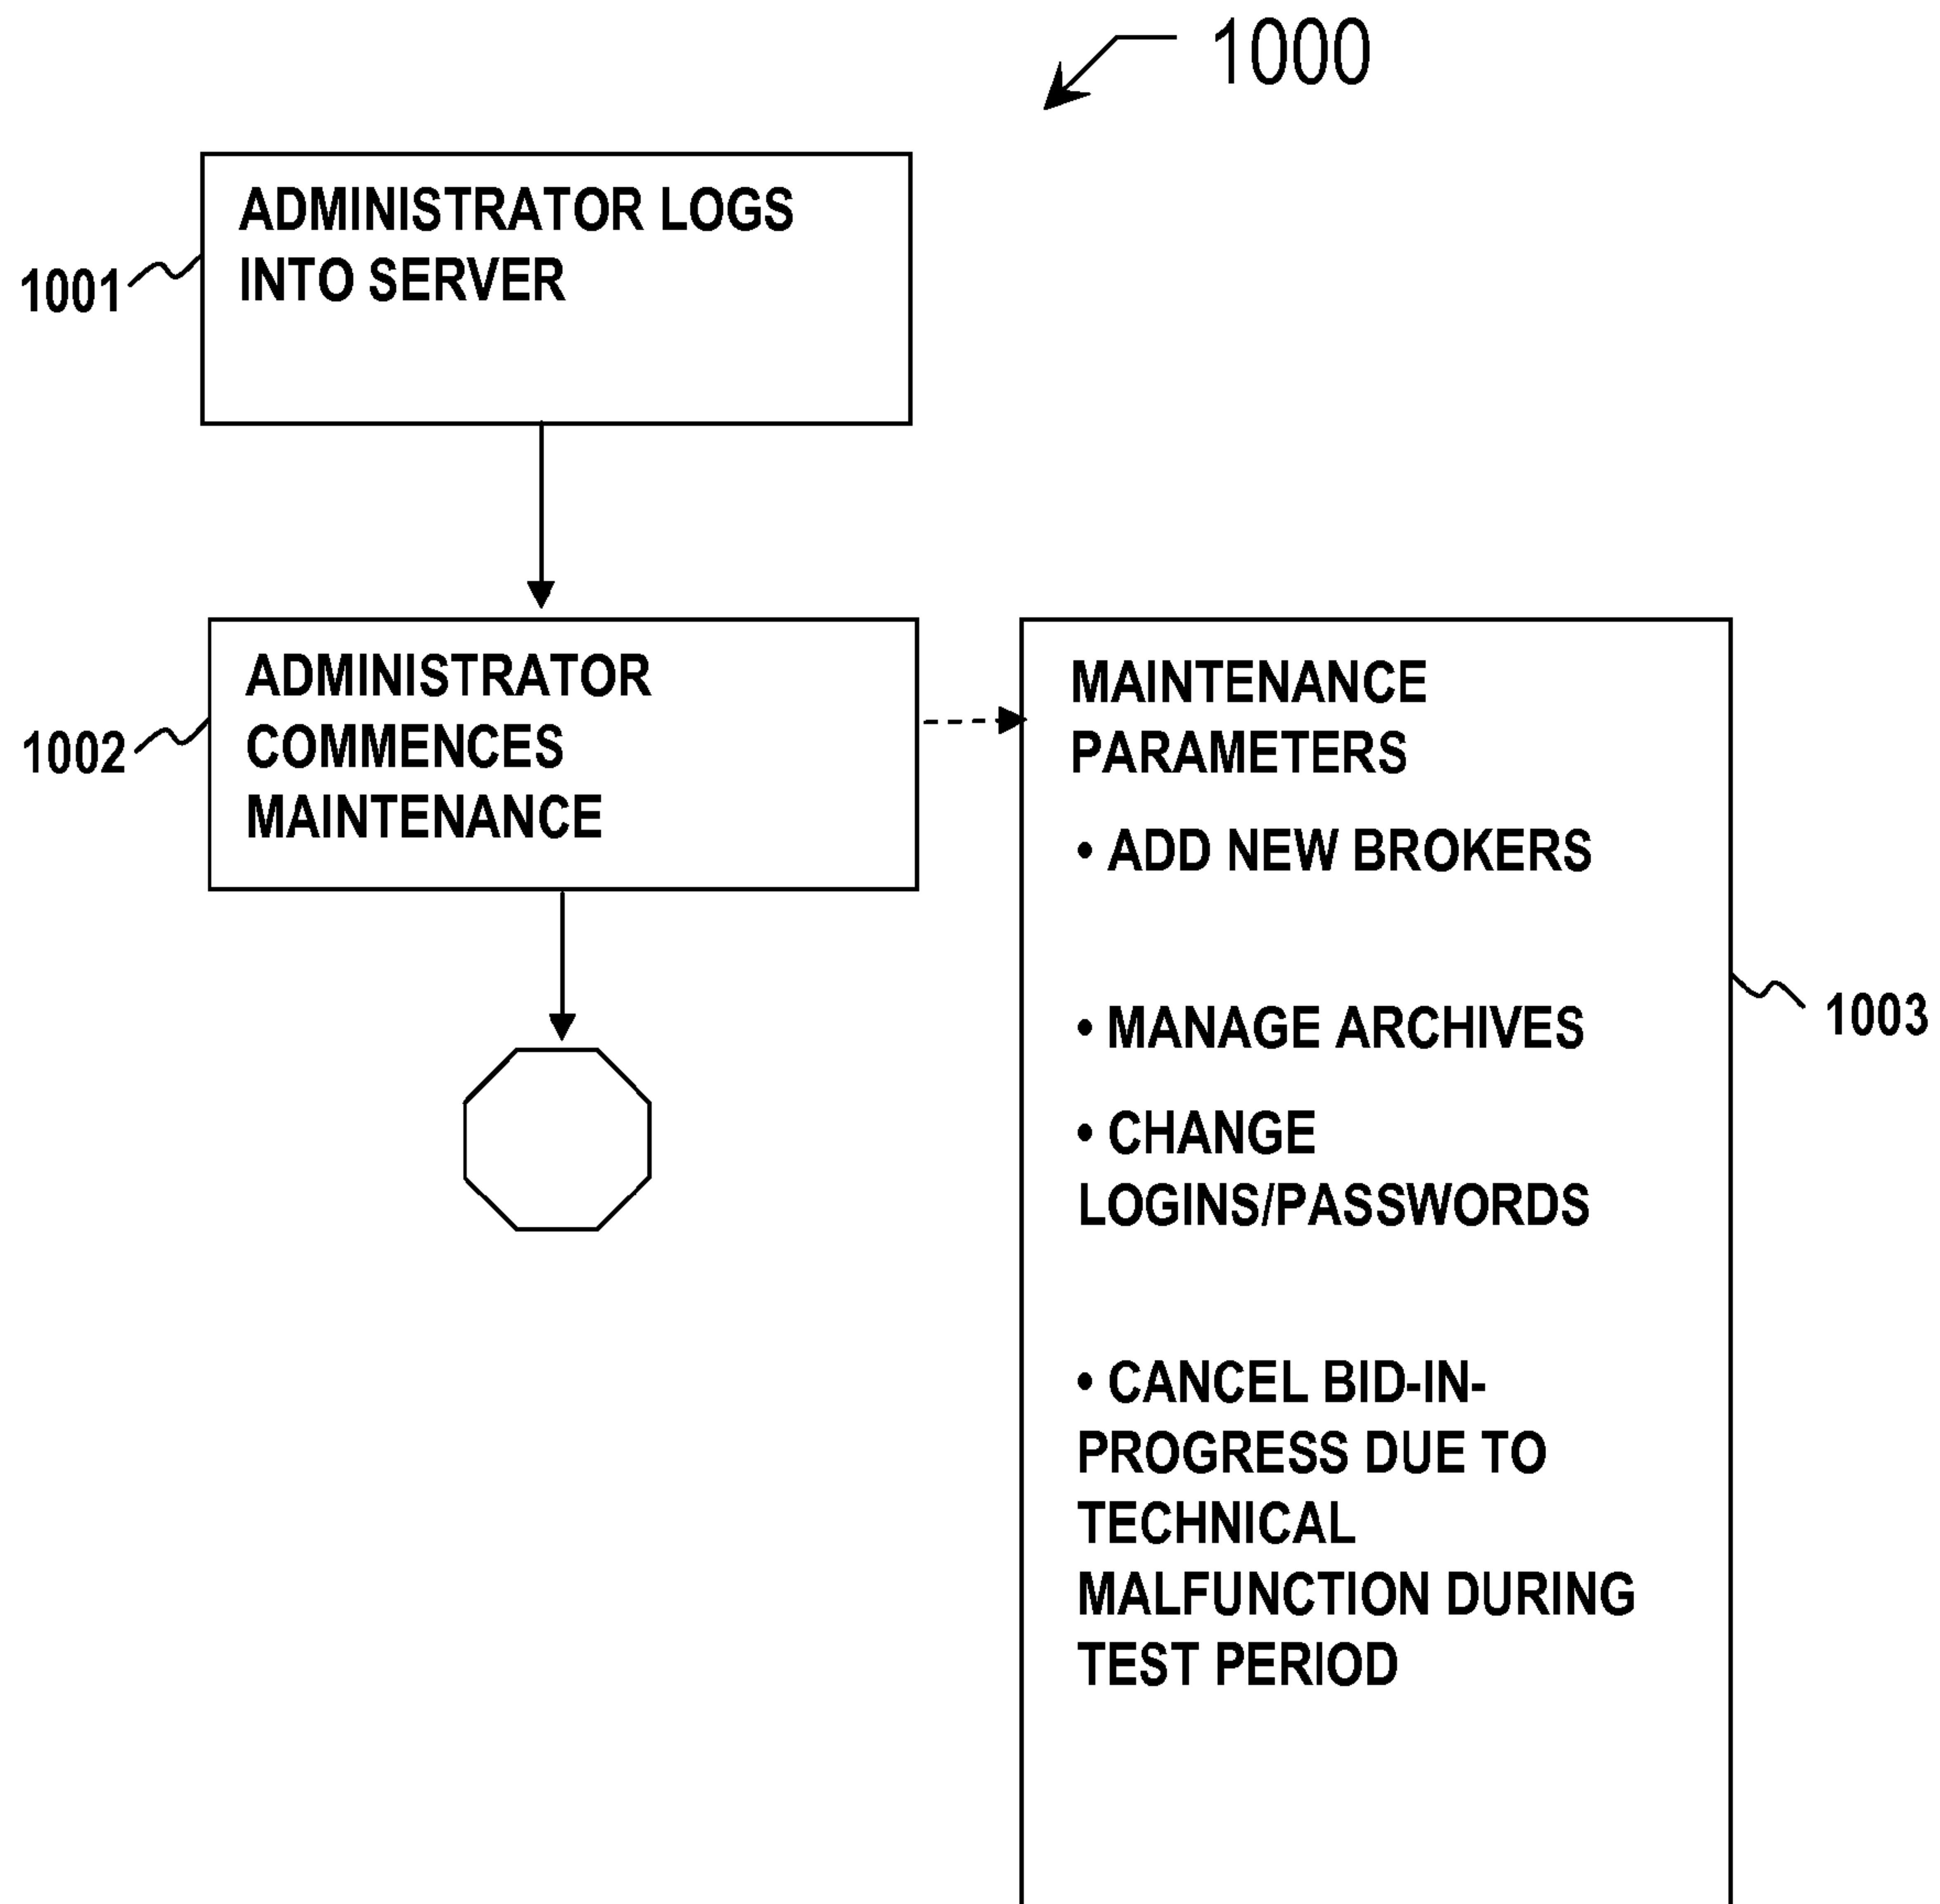 1000
ADMINISTRATOR LOGS
INTO SERVER
1001
ADMINISTRATOR
COMMENCES
MAINTENANCE
1002
MAINTENANCE
PARAMETERS
• ADD NEW BROKERS
• MANAGE ARCHIVES
• CHANGE
LOGINS/PASSWORDS
• CANCEL BID-IN-
PROGRESS DUE TO
TECHNICAL
MALFUNCTION DURING
TEST PERIOD
1003